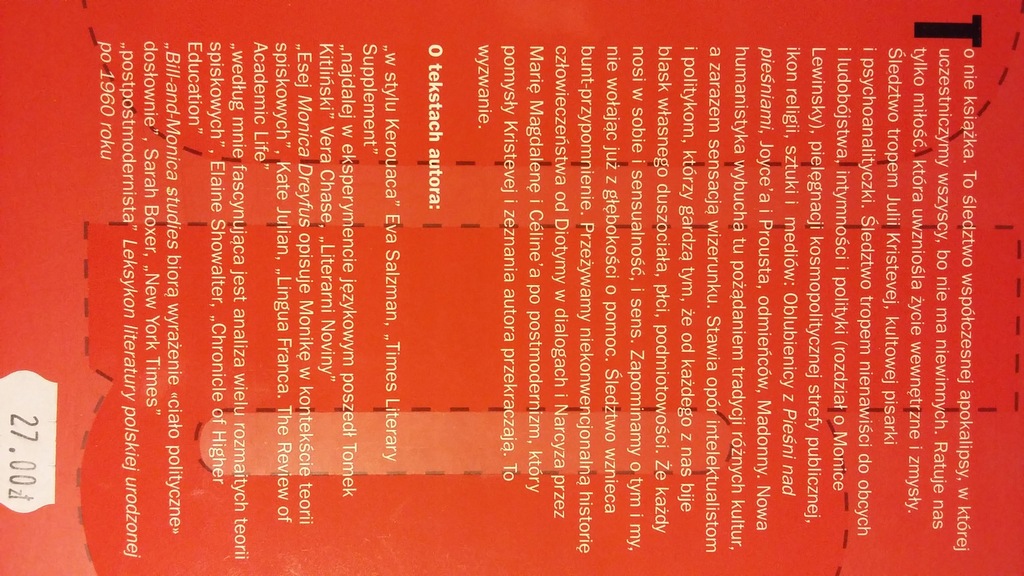 To nie książka. To śledztwo współczesnej apokalipsy, w której
uczestniczymy wszyscy, bo nie ma niewinnych. Ratuje nas
tylko miłość, która uwzniośla życie wewnętrzne i zmysły.
Śledztwo tropem Julii Kristevej, kultowej pisarki
i psychoanalityczki. Śledztwo tropem nienawiści do obcych
i ludobójstwa, intymności i polityki (rozdział o Monice
Lewinsky), pielęgnacji kosmopolitycznej strefy publicznej,
ikon religii, sztuki i mediów: Oblubienicy z Pieśni nad
pieśniami, Joyce'a i Prousta, odmieńców, Madonny. Nowa
humanistyka wybucha tu pożądaniem tradycji różnych kultur,
a zarazem sensacją wizerunku. Stawia opór intelektualistom
i politykom, którzy gardzą tym, że od każdego z nas bije
blask własnego duszociała, płci, podmiotowości. Że każdy
nosi w sobie i sensualność, i sens. Zapominamy o tym i my,
nie wołając już z głębokości o pomoc. Śledztwo wznieca
bunt-przypomnienie. Przeżywamy niekonwencjonalną historię
człowieczeństwa od Diotymy w dialogach i Narcyza przez
Marię Magdalenę i Céline'a po postmodernizm, który
pomysły Kristevej i zeznania autora przekraczają. To
wyzwanie.
O tekstach autora:
„w stylu Kerouaca” Eva Salzman, „Times Literary
Supplement”
„najdalej w eksperymencie językowym poszedł Tomek
Kitliński” Vera Chase, „Literarni Noviny”
„Esej Monica Dreyfus opisuje Monikę w kontekście teorii
spiskowych”, Kate Julian, „Lingua Franca. The Review of
Academic Life”
„według mnie fascynująca jest analiza wielu rozmaitych teorii
spiskowych”, Elaine Showalter, „Chronicle of Higher
Education”
„Bill-and-Monica studies biorą wyrażenie «ciało polityczne»
dosłownie”, Sarah Boxer, „New York Times”
„postpostmodernista” Leksykon literatury polskiej urodzonej
po 1960 roku
27.00zł